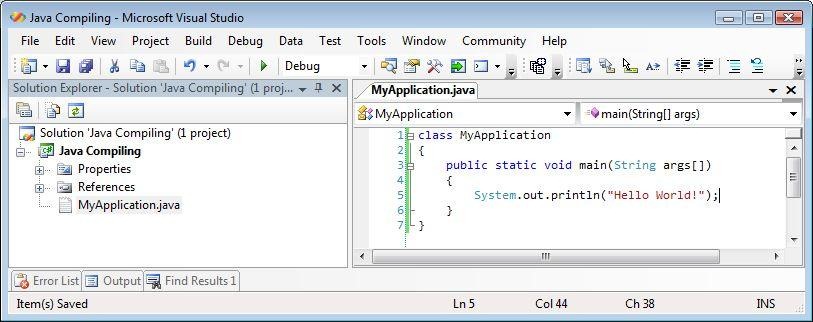 Java Compiling - Microsoft Visual Studio
File Edit View Project Build Debug Data Test Tools Window Community Help
Debug
Solution Explorer - Solution 'Java Compiling' (1 proj...
Solution 'Java Compiling' (1 project)
Java Compiling
Properties
References
MyApplication.java
MyApplication.java
MyApplication main(String[] args)
1 class MyApplication
2 {
3     public static void main(String args[])
4     {
5         System.out.println("Hello World!");
6     }
7 }
Error List Output Find Results 1
Item(s) Saved Ln 5 Col 44 Ch 38 INS